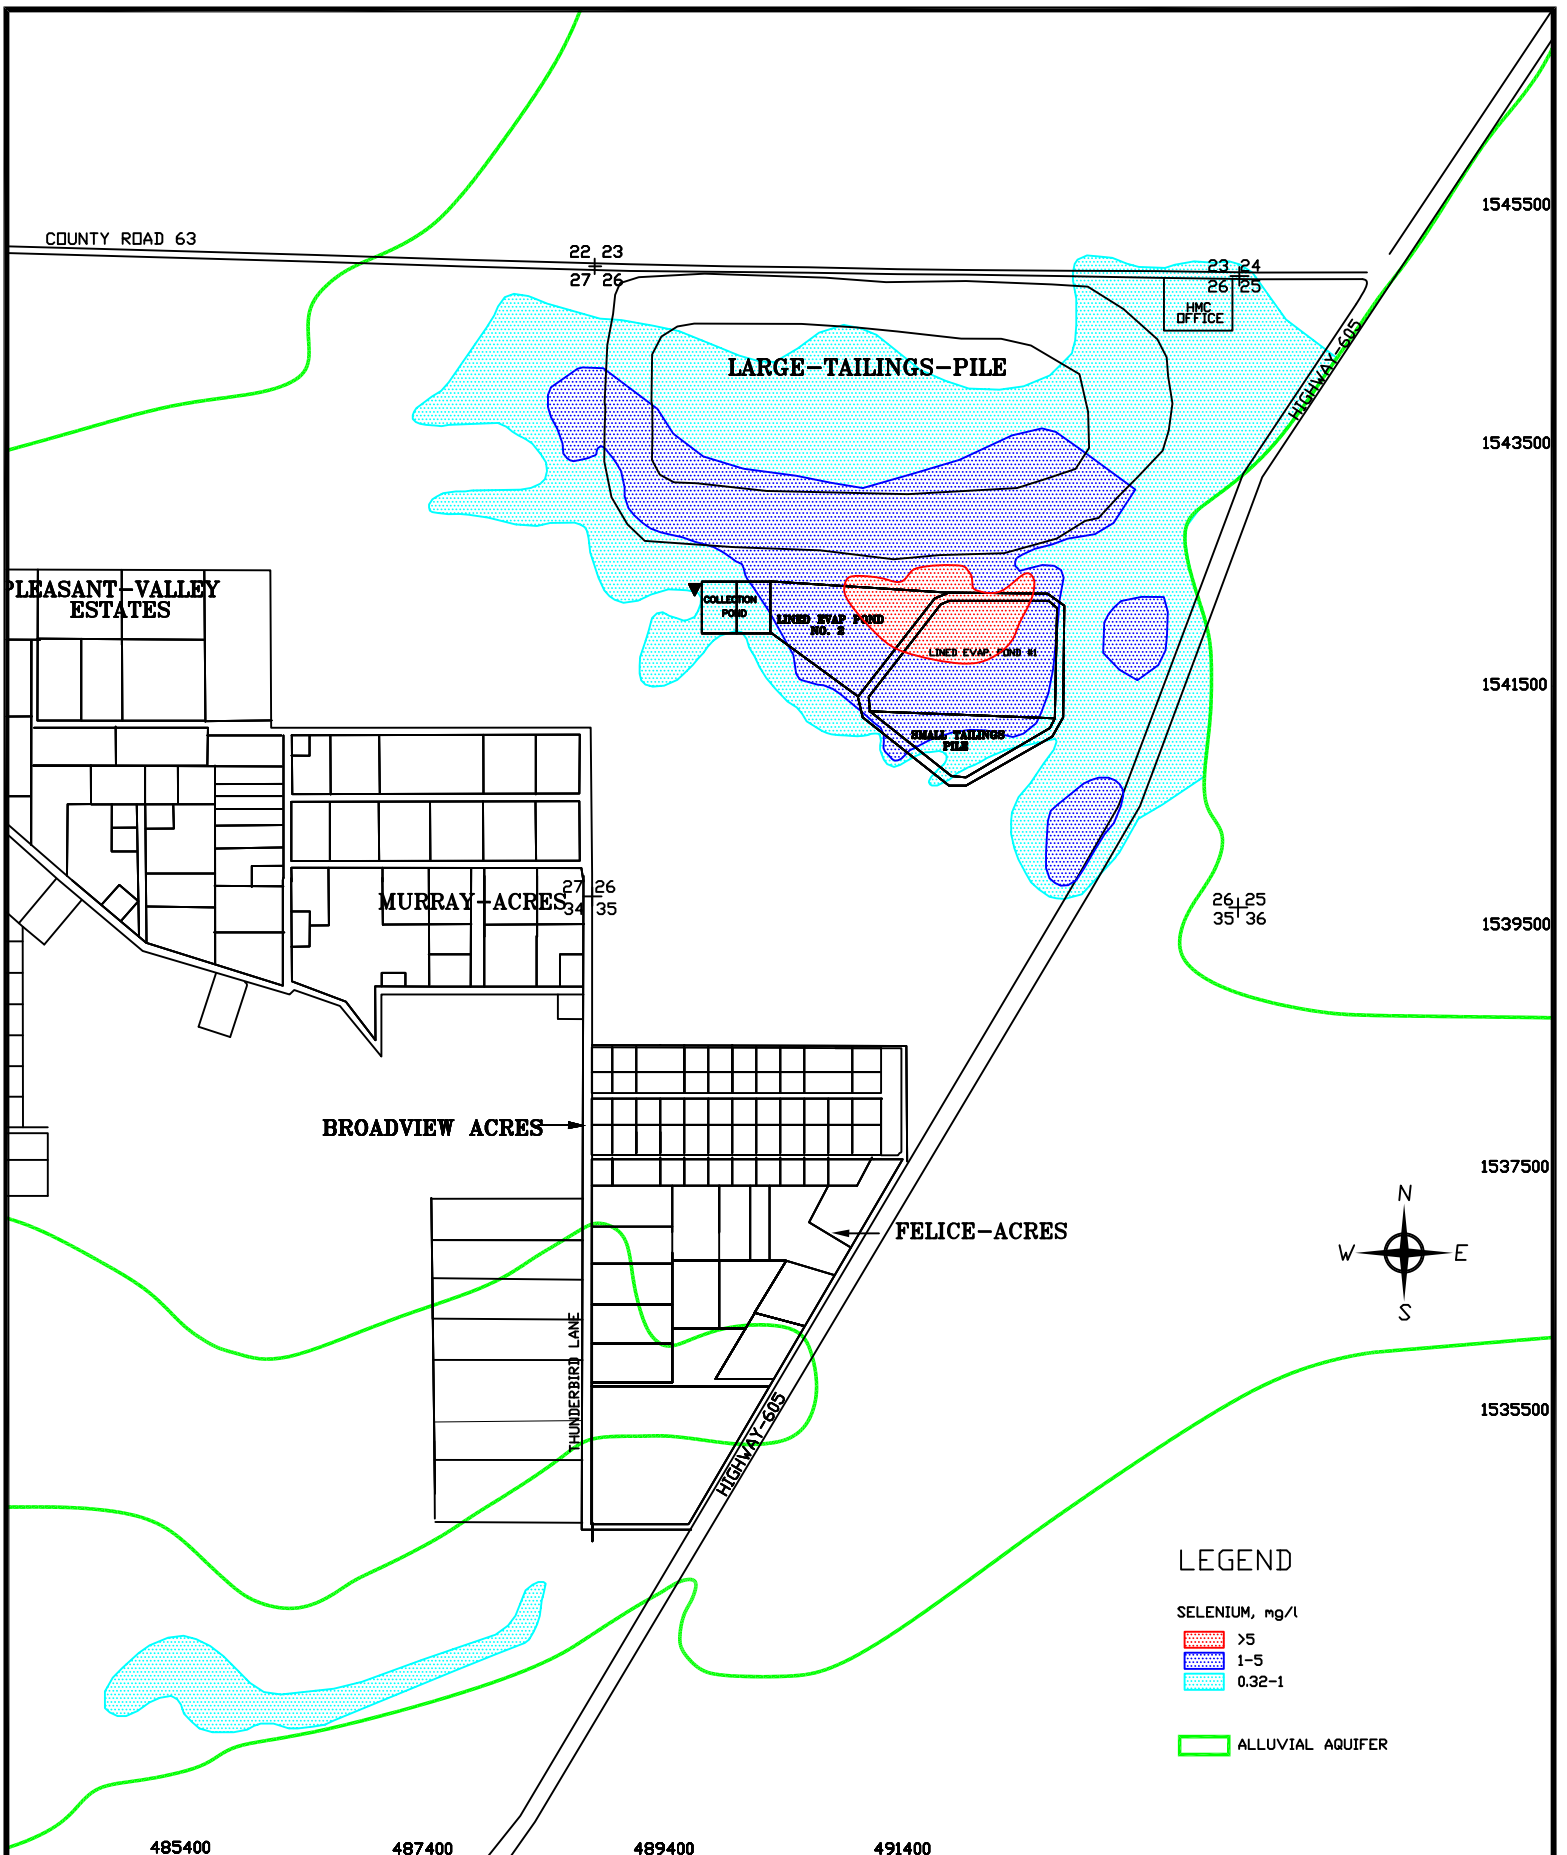 1545500
COUNTY ROAD 63
22 23
27 26
23 24
26 25
HMC
OFFICE
HIGHWAY-605
LARGE-TAILINGS-PILE
1543500
PLEASANT-VALLEY
ESTATES
COLLECTION
POND
LINED EVAP POND
NO. 2
LINED EVAP. POND #1
1541500
SMALL TAILINGS
PILE
MURRAY-ACRES
27 26
34 35
26 25
35 36
1539500
BROADVIEW ACRES
1537500
N
W E
S
FELICE-ACRES
THUNDERBIRD LANE
HIGHWAY-605
1535500
LEGEND
SELENIUM, mg/l
>5
1-5
0.32-1
ALLUVIAL AQUIFER
485400 487400 489400 491400